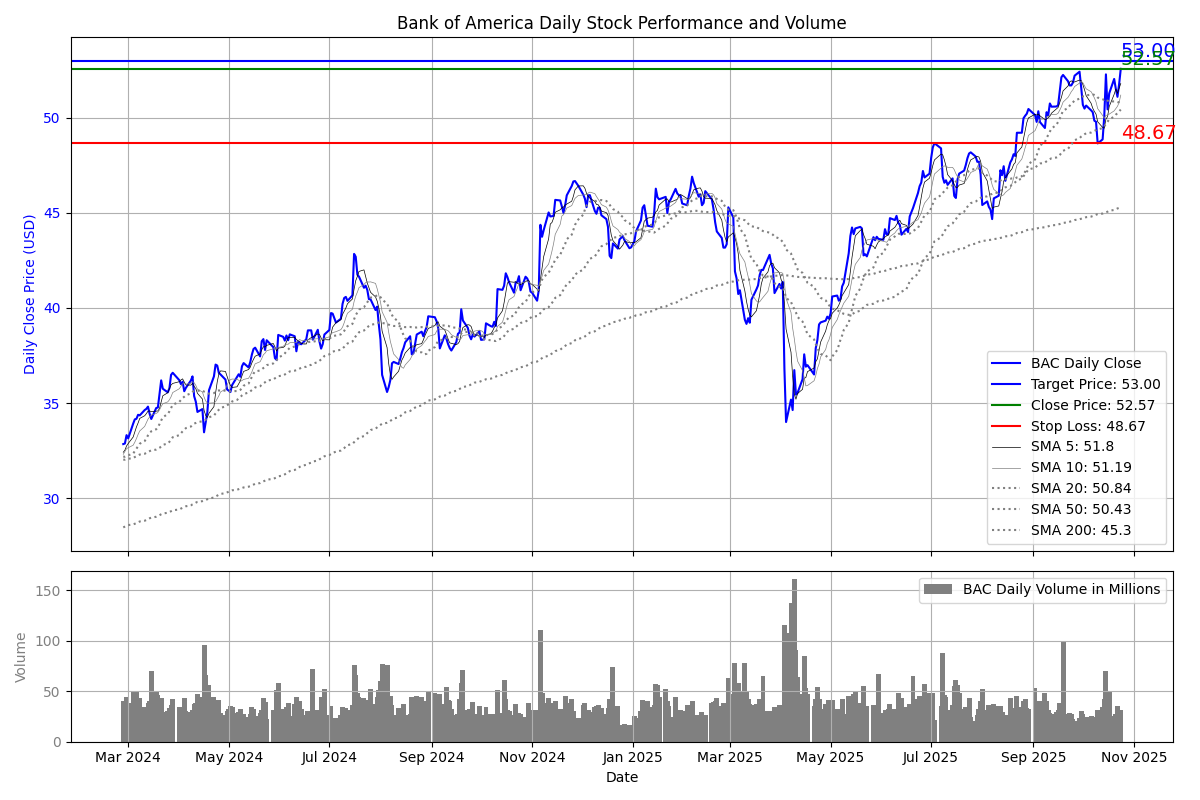 Bank of America Daily Stock Performance and Volume
53.00
52.57
48.67
50
45
40
35
30
Daily Close Price (USD)
BAC Daily Close
Target Price: 53.00
Close Price: 52.57
Stop Loss: 48.67
SMA 5: 51.8
SMA 10: 51.19
SMA 20: 50.84
SMA 50: 50.43
SMA 200: 45.3
BAC Daily Volume in Millions
150
100
50
0
Volume
Mar 2024 May 2024 Jul 2024 Sep 2024 Nov 2024 Jan 2025 Mar 2025 May 2025 Jul 2025 Sep 2025 Nov 2025
Date